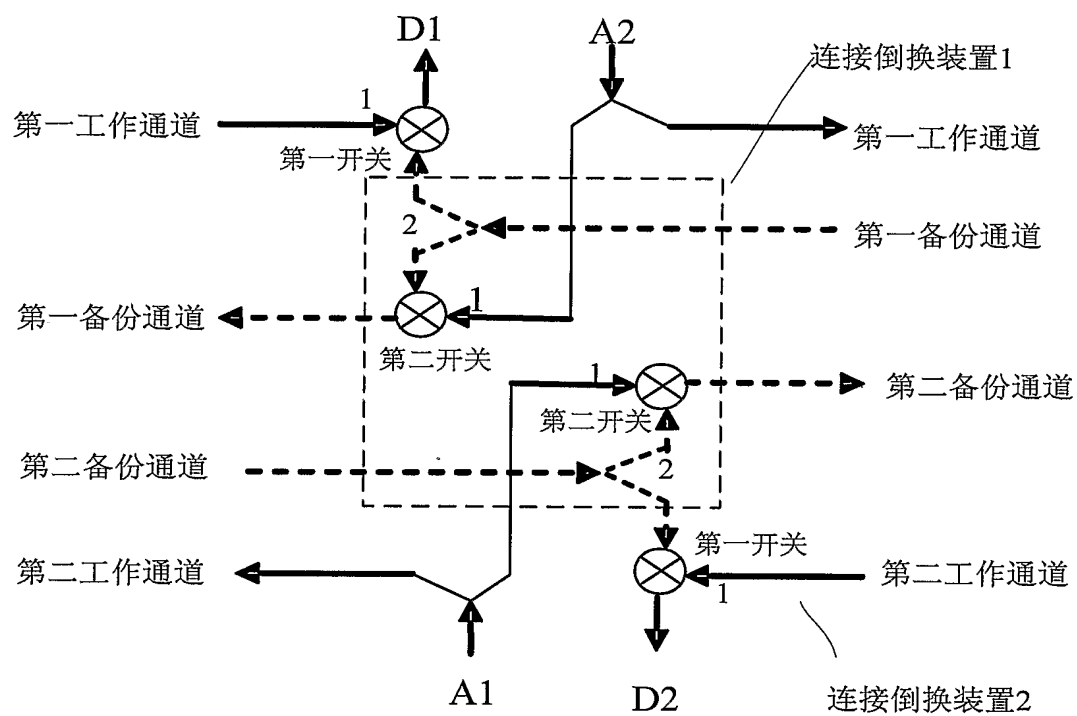 D1
A2
连接倒换装置1
第一工作通道
1
第一开关
第一工作通道
2
第一备份通道
第一备份通道
1
第二开关
1
第二备份通道
第二开关
第二备份通道
2
第一开关
第二工作通道
1
第二工作通道
A1
D2
连接倒换装置2